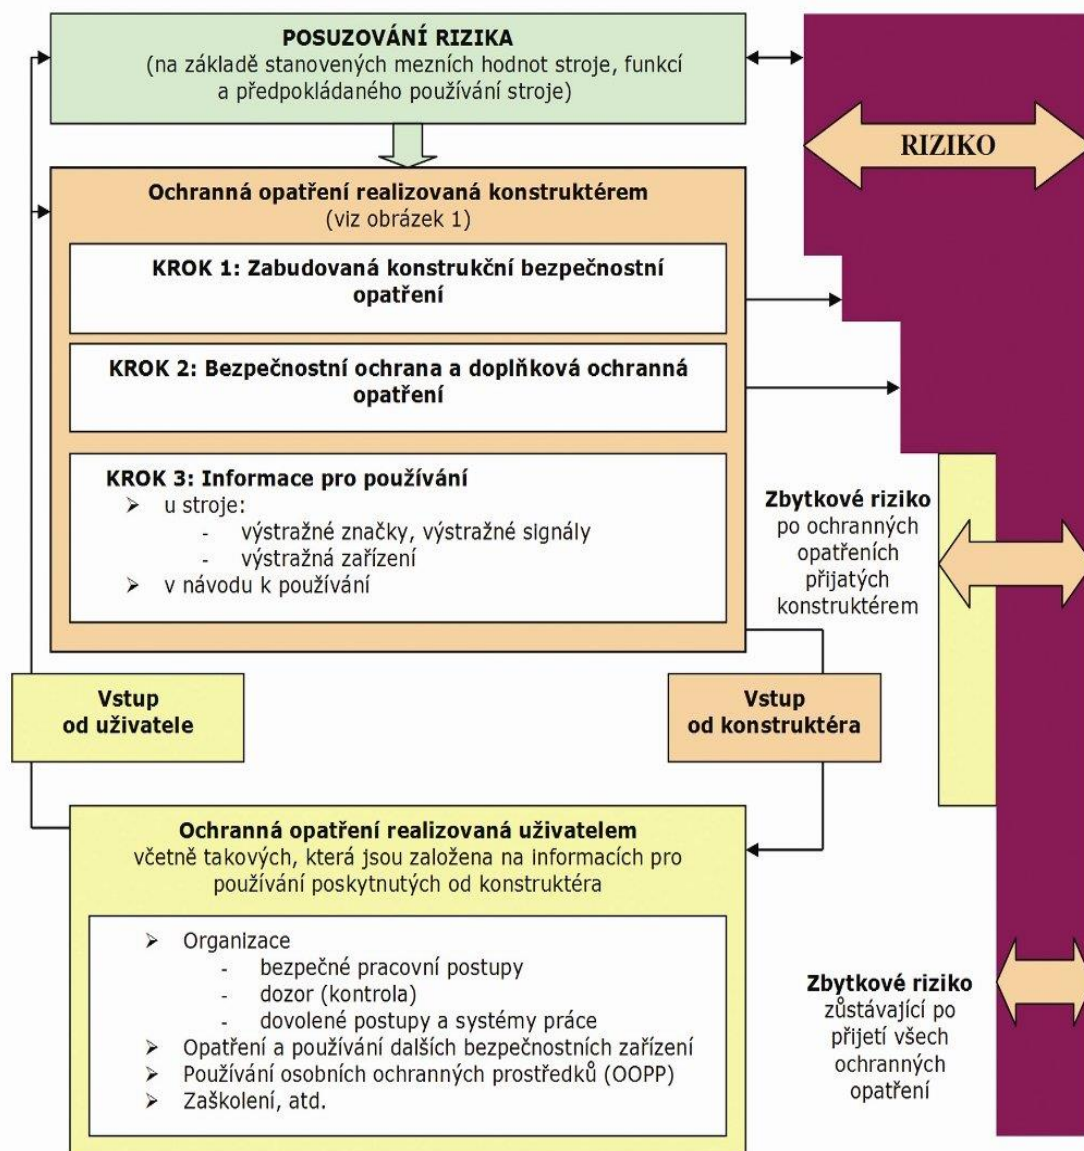 POSUZOVÁNÍ RIZIKA
(na základě stanovených mezních hodnot stroje, funkcí
a předpokládaného používání stroje)
RIZIKO
Ochranná opatření realizovaná konstruktérem
(viz obrázek 1)
KROK 1: Zabudovaná konstrukční bezpečnostní
opatření
KROK 2: Bezpečnostní ochrana a doplňková ochranná
opatření
KROK 3: Informace pro používání
➢ u stroje:
- výstražné značky, výstražné signály
- výstražná zařízení
➢ v návodu k používání
Zbytkové riziko
po ochranných
opatřeních
přijatých
konstruktérem
Vstup
od uživatele
Vstup
od konstruktéra
Ochranná opatření realizovaná uživatelem
včetně takových, která jsou založena na informacích pro
používání poskytnutých od konstruktéra
➢ Organizace
- bezpečné pracovní postupy
- dozor (kontrola)
- dovolené postupy a systémy práce
➢ Opatření a používání dalších bezpečnostních zařízení
➢ Používání osobních ochranných prostředků (OOPP)
➢ Zaškolení, atd.
Zbytkové riziko
zůstávající po
přijetí všech
ochranných
opatření